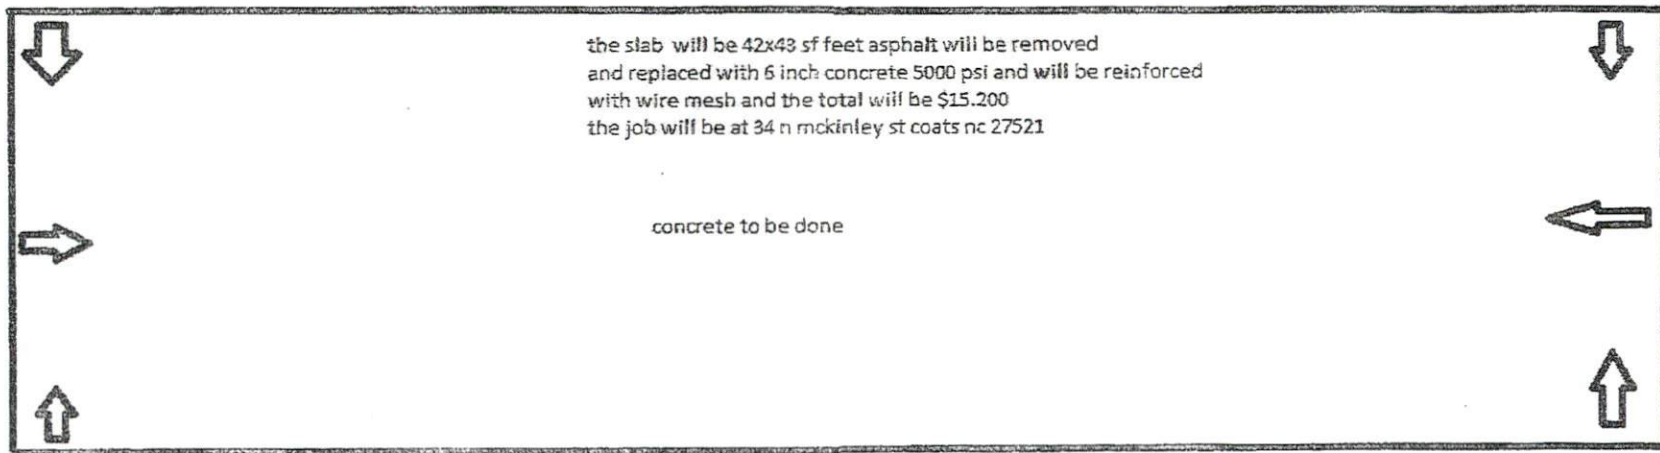 the slab will be 42x43 sf feet asphalt will be removed
and replaced with 6 inch concrete 5000 psi and will be reinforced
with wire mesh and the total will be $15.200
the job will be at 34 n mckinley st coats nc 27521
concrete to be done